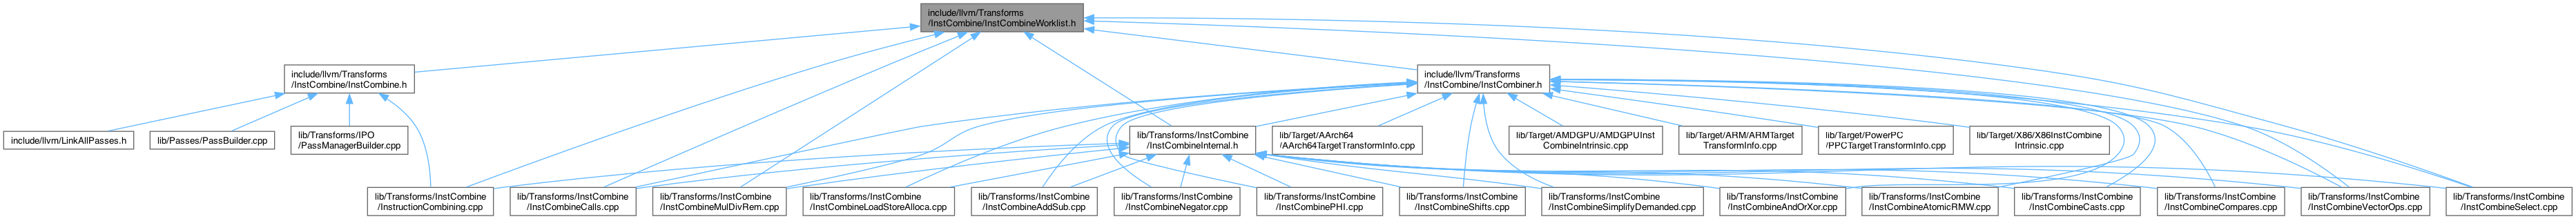 include/llvm/Transforms
/InstCombine/InstCombineWorklist.h
include/llvm/Transforms
/InstCombine/InstCombine.h
include/llvm/Transforms
/InstCombine/InstCombiner.h
include/llvm/LinkAllPasses.h
lib/Passes/PassBuilder.cpp
lib/Transforms/IPO
/PassManagerBuilder.cpp
lib/Transforms/InstCombine
/InstCombineInternal.h
lib/Target/AArch64
/AArch64TargetTransformInfo.cpp
lib/Target/AMDGPU/AMDGPUInst
CombineIntrinsic.cpp
lib/Target/ARM/ARMTarget
TransformInfo.cpp
lib/Target/PowerPC
/PPCTargetTransformInfo.cpp
lib/Target/X86/X86InstCombine
Intrinsic.cpp
lib/Transforms/InstCombine
/InstructionCombining.cpp
lib/Transforms/InstCombine
/InstCombineCalls.cpp
lib/Transforms/InstCombine
/InstCombineMulDivRem.cpp
lib/Transforms/InstCombine
/InstCombineLoadStoreAlloca.cpp
lib/Transforms/InstCombine
/InstCombineAddSub.cpp
lib/Transforms/InstCombine
/InstCombineNegator.cpp
lib/Transforms/InstCombine
/InstCombinePHI.cpp
lib/Transforms/InstCombine
/InstCombineShifts.cpp
lib/Transforms/InstCombine
/InstCombineSimplifyDemanded.cpp
lib/Transforms/InstCombine
/InstCombineAndOrXor.cpp
lib/Transforms/InstCombine
/InstCombineAtomicRMW.cpp
lib/Transforms/InstCombine
/InstCombineCasts.cpp
lib/Transforms/InstCombine
/InstCombineCompares.cpp
lib/Transforms/InstCombine
/InstCombineVectorOps.cpp
lib/Transforms/InstCombine
/InstCombineSelect.cpp